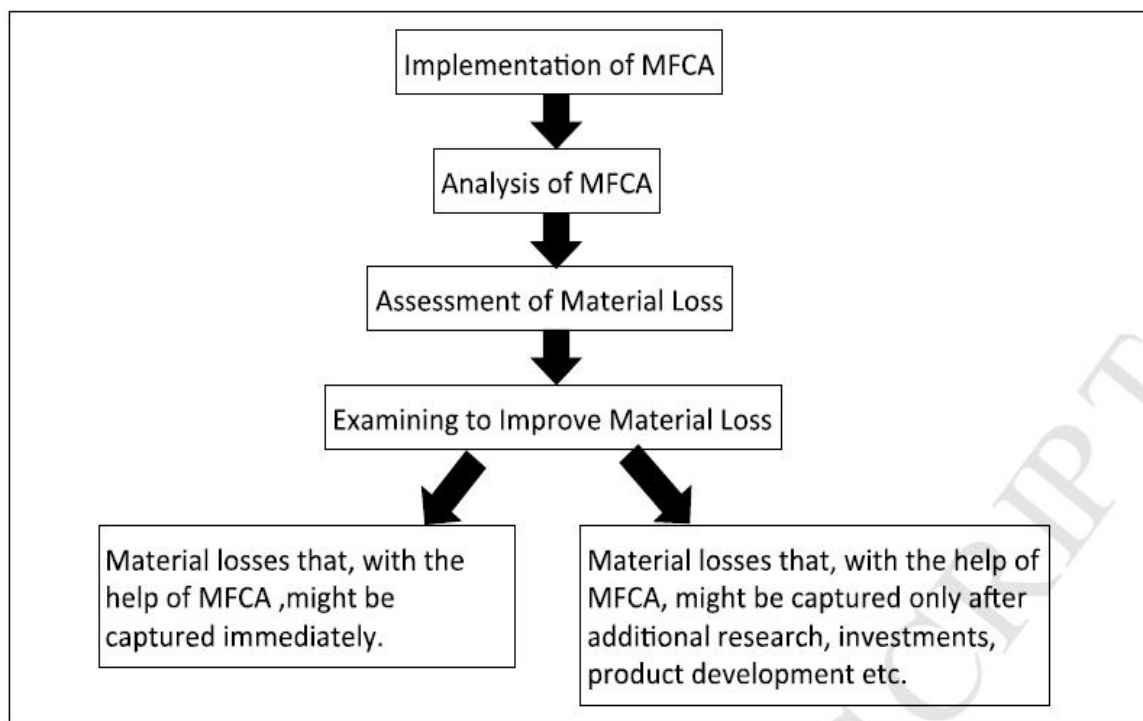 Implementation of MFCA
Analysis of MFCA
Assessment of Material Loss
Examining to Improve Material Loss
Material losses that, with the
help of MFCA ,might be
captured immediately.
Material losses that, with the help of
MFCA, might be captured only after
additional research, investments,
product development etc.
SCRIPT